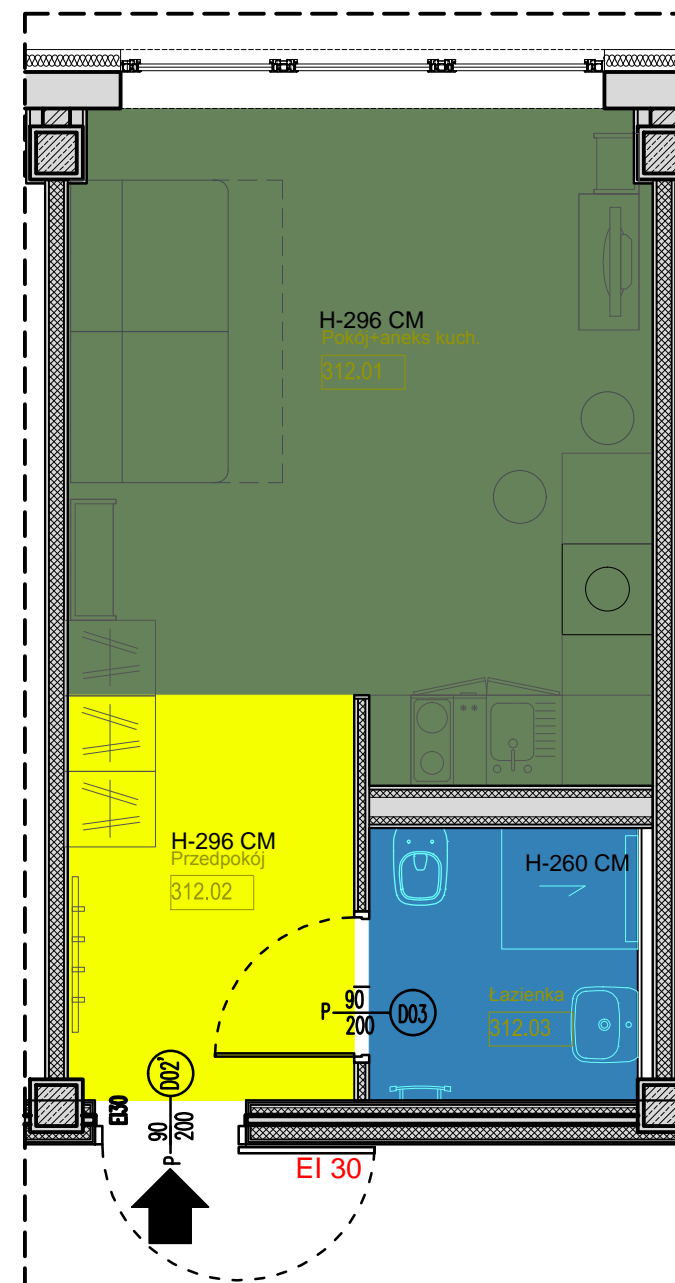 H-296 CM
Pokój+aneks kuch.
312.01
H-296 CM
Przedpokój
312.02
H-260 CM
Łazienka
312.03
P
90
200
D03
D02'
EI30
90
200
P
EI 30